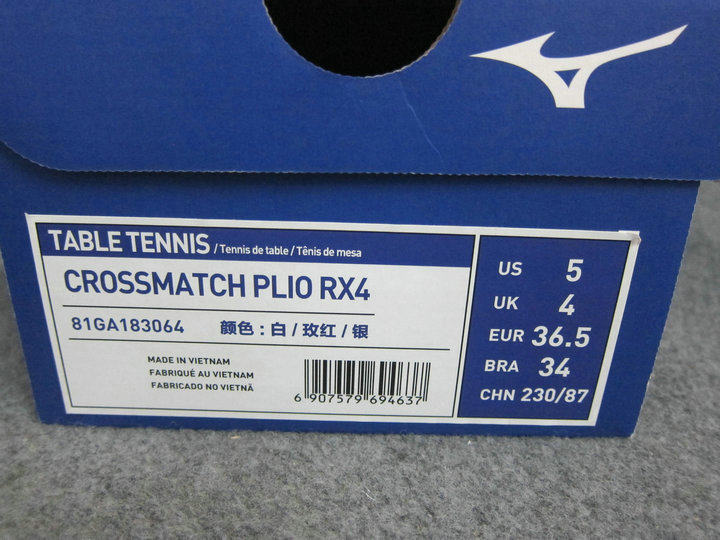 TABLE TENNIS / Tennis de table / Tênis de mesa
CROSSMATCH PLIO RX4
81GA183064 颜色：白/玫红/银
MADE IN VIETNAM
FABRIQUÉ AU VIETNAM
FABRICADO NO VIETNÃ
6 907579 694637
US 5
UK 4
EUR 36.5
BRA 34
CHN 230/87